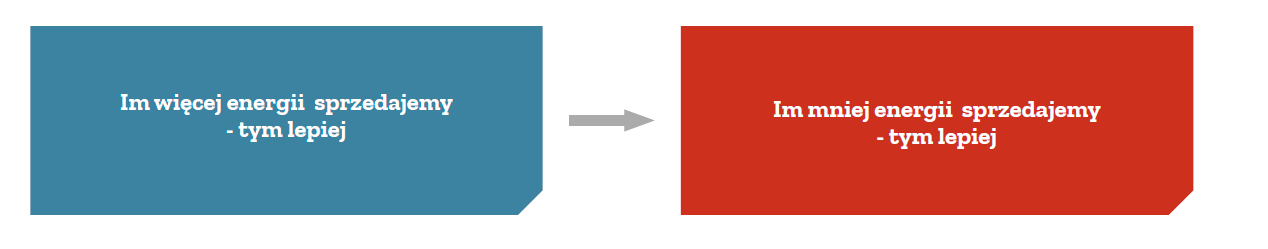 Im więcej energii  sprzedajemy
- tym lepiej
Im mniej energii  sprzedajemy
- tym lepiej